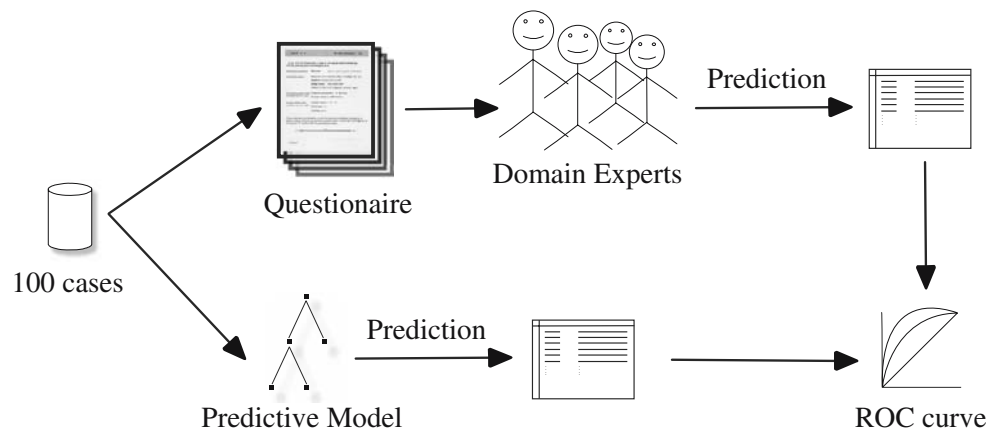 Prediction
Domain Experts
Questionaire
100 cases
Prediction
Predictive Model
ROC curve